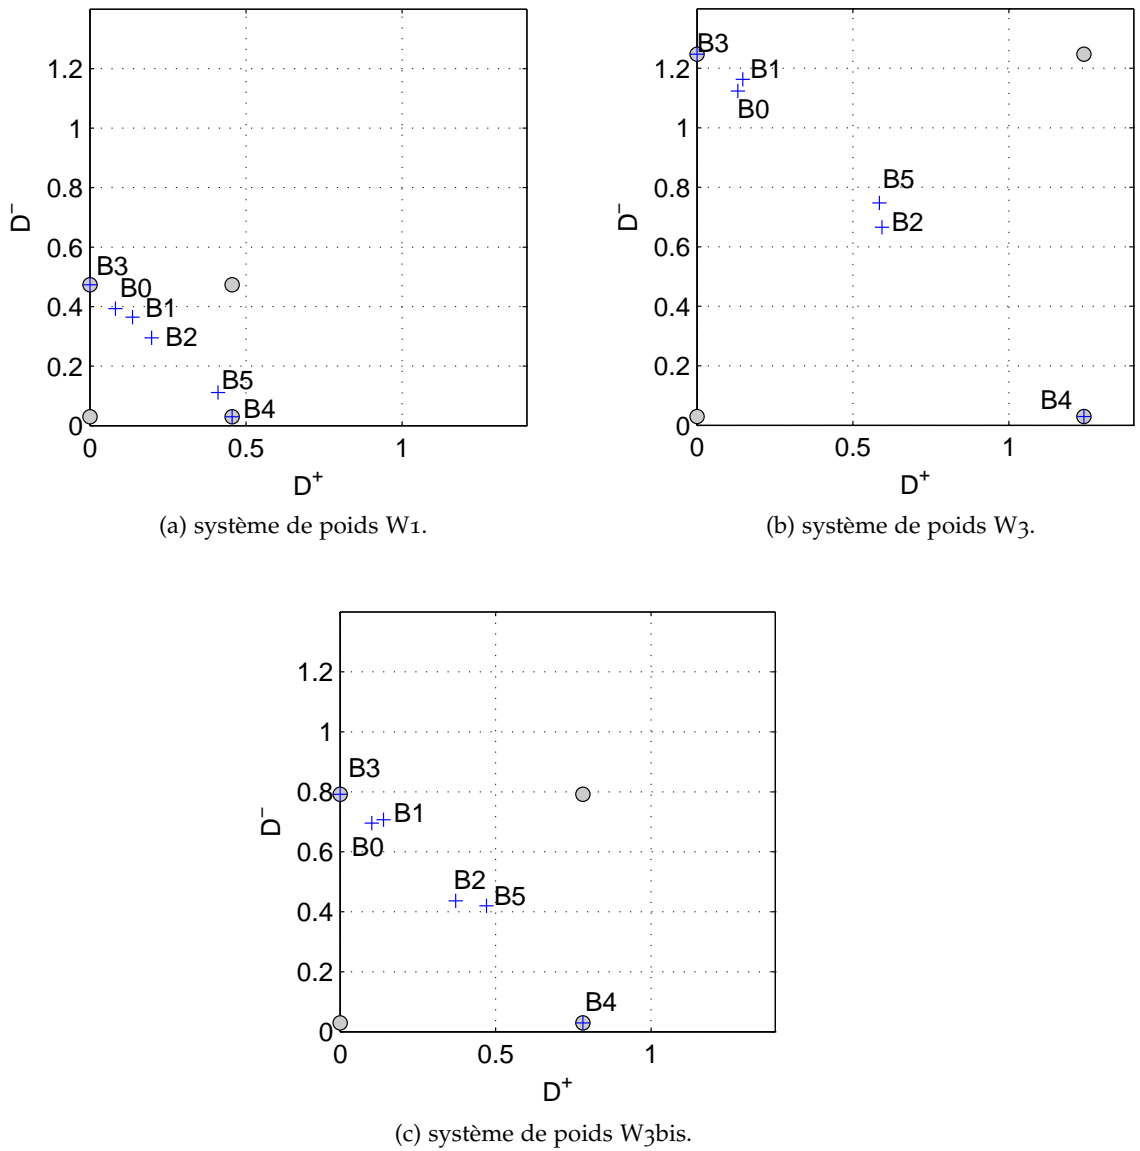 1.2
1
0.8
0.6
0.4
0.2
0
D⁻
B3
B0
B1
B2
B5
B4
0 0.5 1
D⁺
(a) système de poids W1.
1.2
1
0.8
0.6
0.4
0.2
0
D⁻
B3
B1
B0
B5
B2
B4
0 0.5 1
D⁺
(b) système de poids W3.
1.2
1
0.8
0.6
0.4
0.2
0
D⁻
B3
B1
B0
B2
B5
B4
0 0.5 1
D⁺
(c) système de poids W3bis.